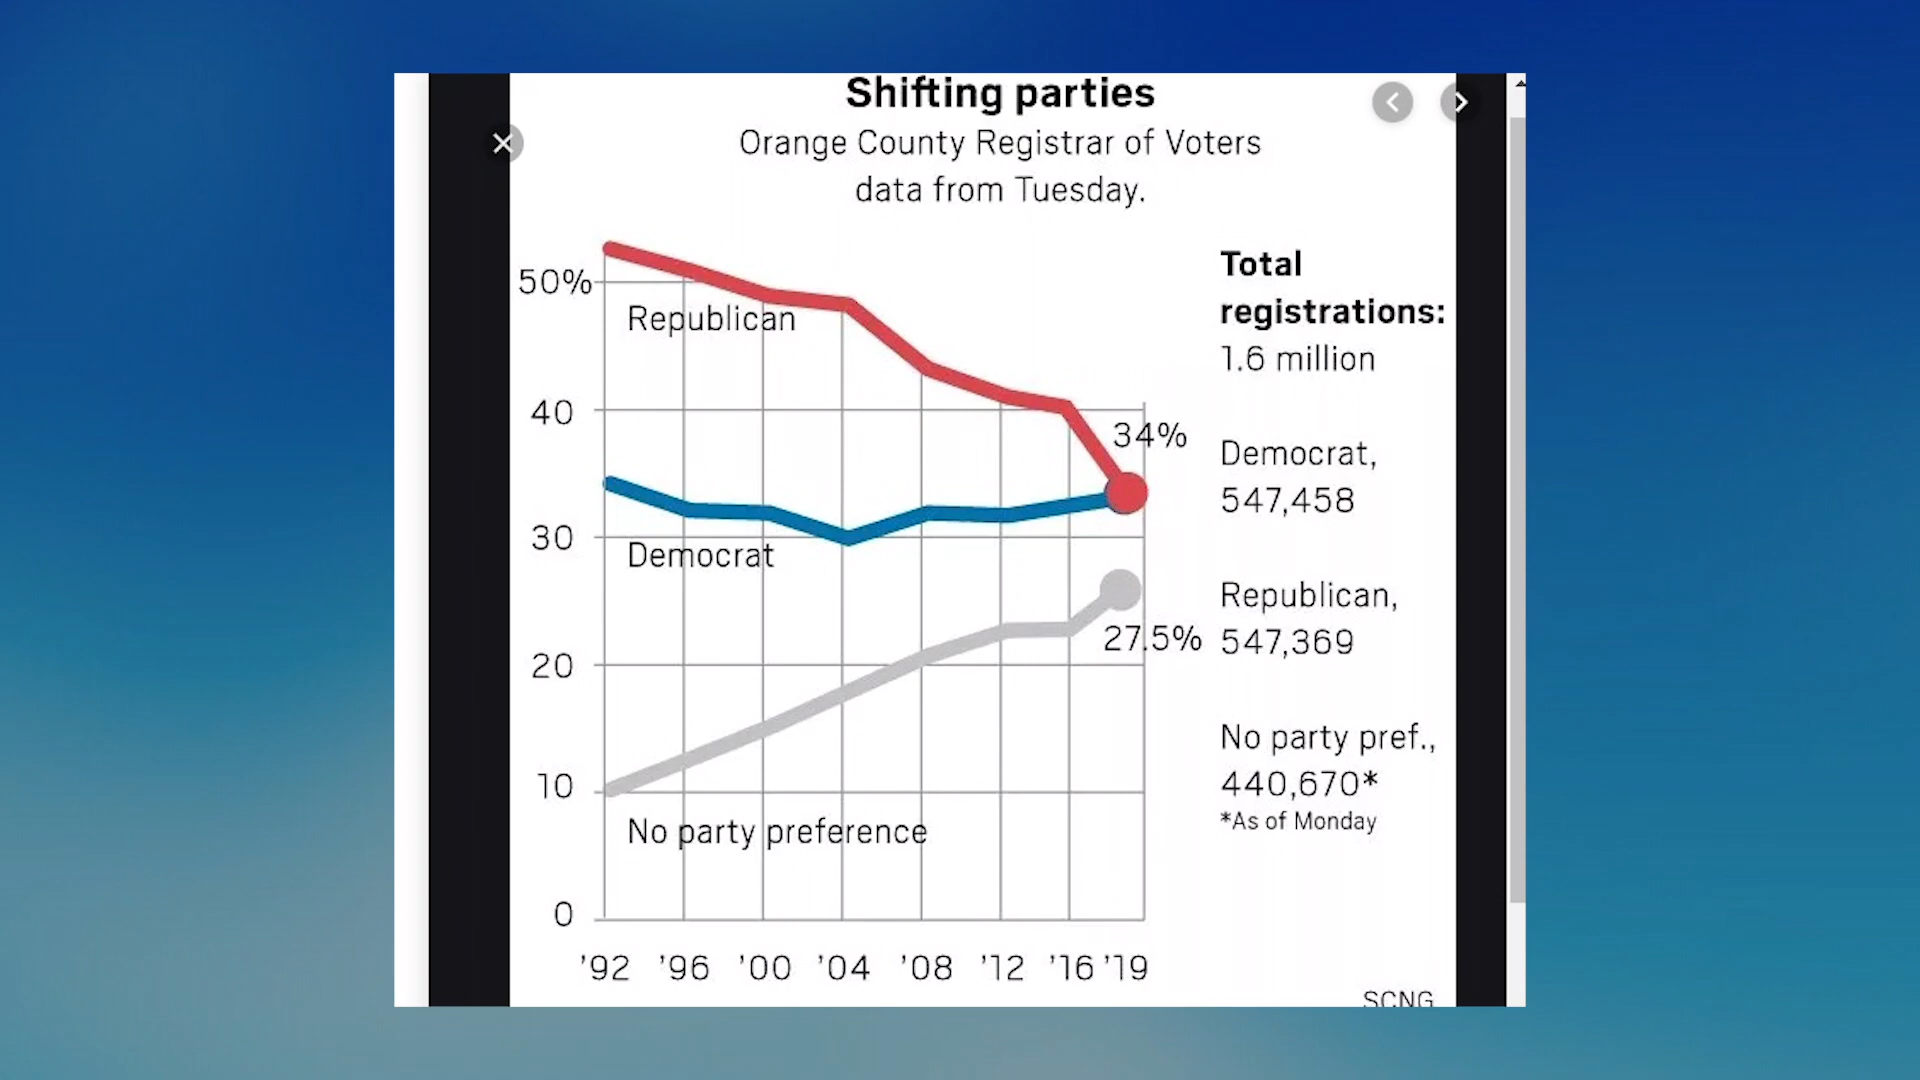 Shifting parties
Orange County Registrar of Voters
data from Tuesday.
50%
40
30
20
10
0
Republican
Democrat
No party preference
34%
27.5%
'92 '96 '00 '04 '08 '12 '16 '19
Total
registrations:
1.6 million
Democrat,
547,458
Republican,
547,369
No party pref.,
440,670*
*As of Monday
SCNG